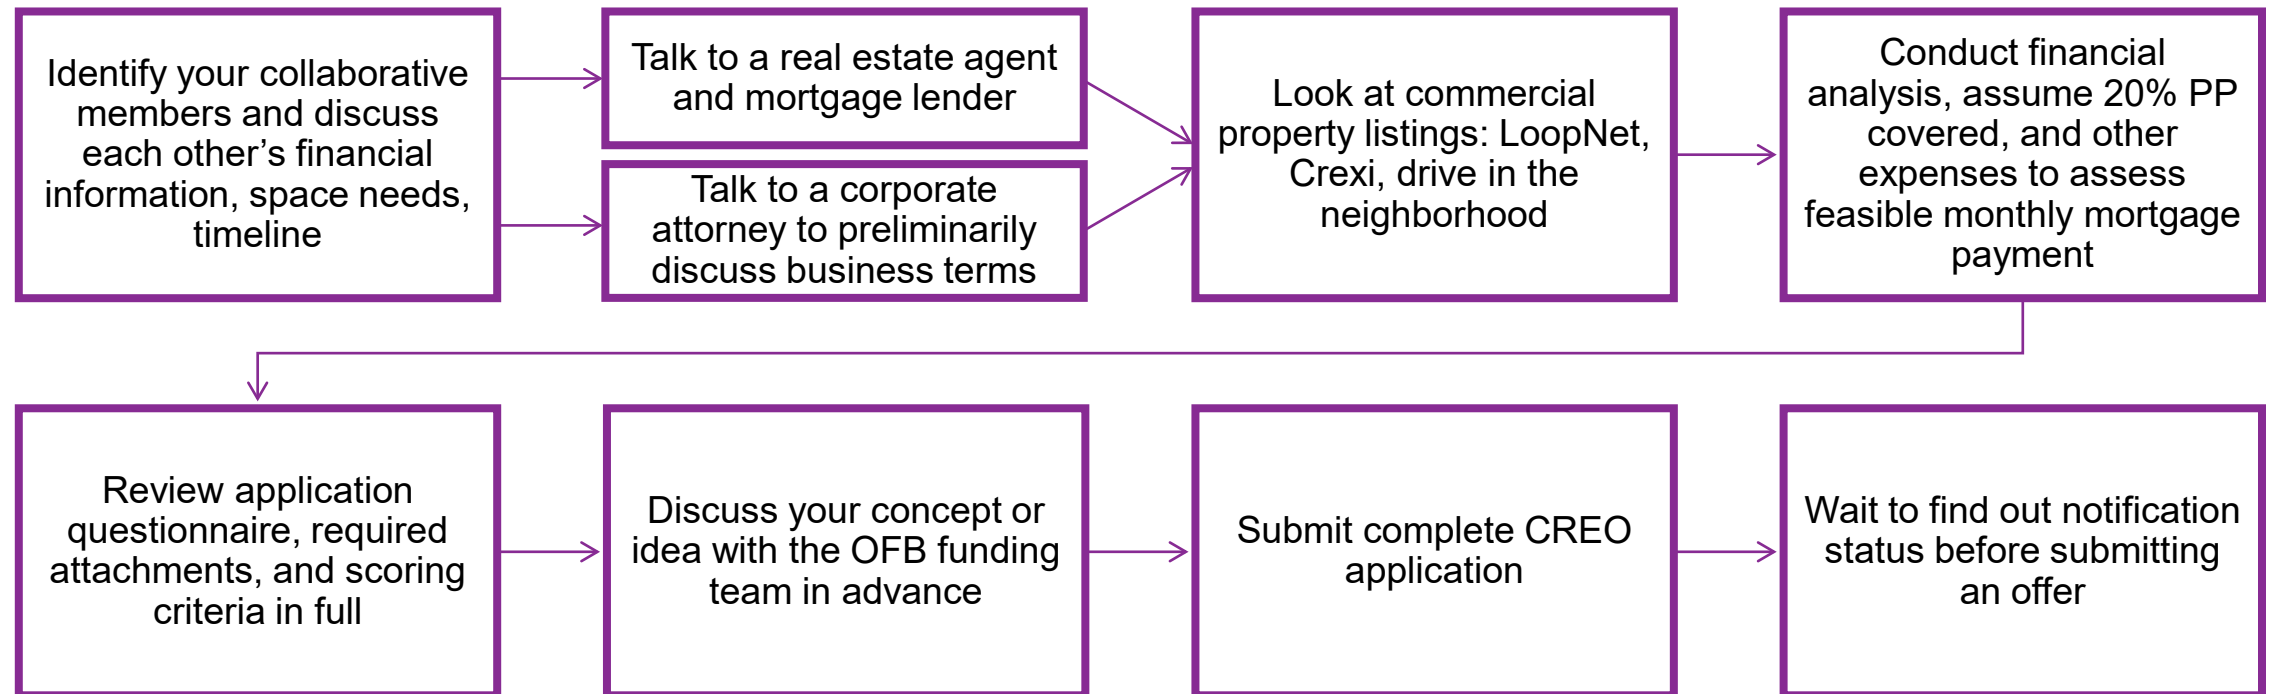 Identify your collaborative
members and discuss
each other’s financial
information, space needs,
timeline
Talk to a real estate agent
and mortgage lender
Talk to a corporate
attorney to preliminarily
discuss business terms
Look at commercial
property listings: LoopNet,
Crexi, drive in the
neighborhood
Conduct financial
analysis, assume 20% PP
covered, and other
expenses to assess
feasible monthly mortgage
payment
Review application
questionnaire, required
attachments, and scoring
criteria in full
Discuss your concept or
idea with the OFB funding
team in advance
Submit complete CREO
application
Wait to find out notification
status before submitting
an offer